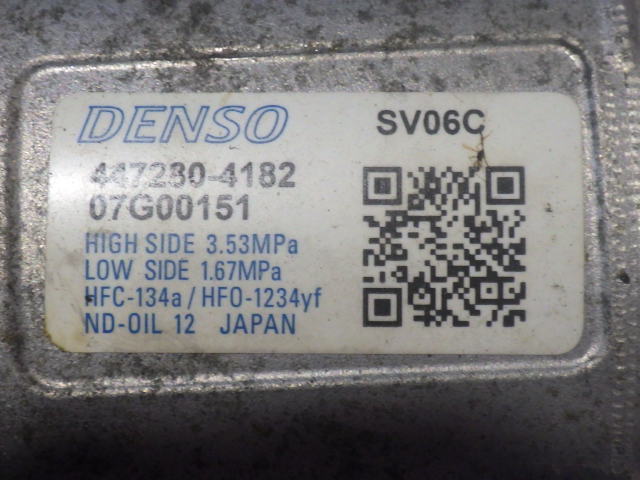 DENSO
SV06C
447280-4182
07G00151
HIGH SIDE 3.53MPa
LOW SIDE 1.67MPa
HFC-134a / HFO-1234yf
ND-OIL 12 JAPAN